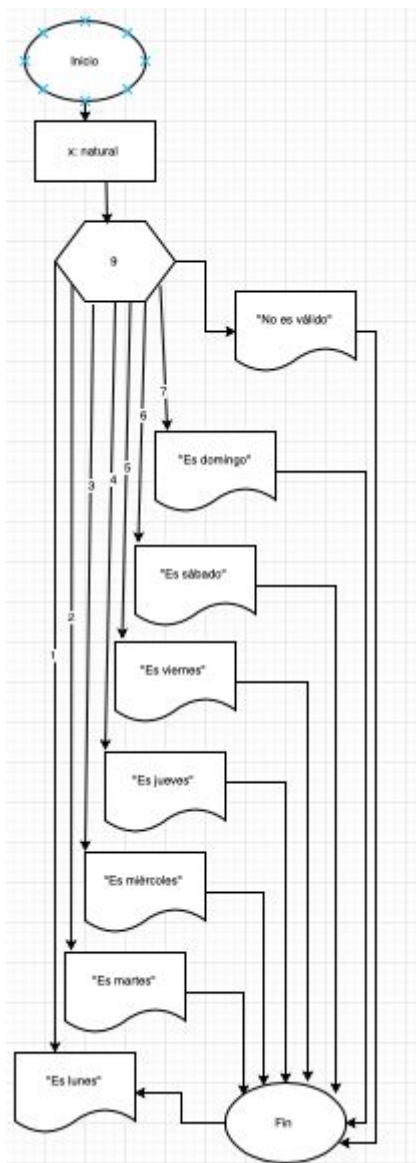 Inicio
x: natural
9
"No es válido"
7
"Es domingo"
6
5
4
3
"Es sábado"
2
"Es viernes"
1
"Es jueves"
"Es miércoles"
"Es martes"
"Es lunes"
Fin